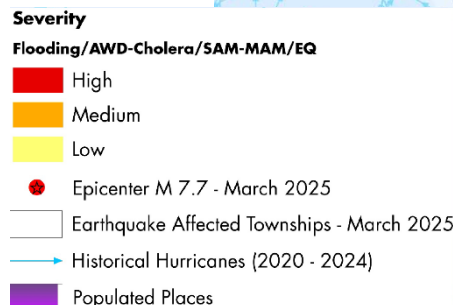 Severity
Flooding/AWD-Cholera/SAM-MAM/EQ
High
Medium
Low
Epicenter M 7.7 - March 2025
Earthquake Affected Townships - March 2025
Historical Hurricanes (2020 - 2024)
Populated Places